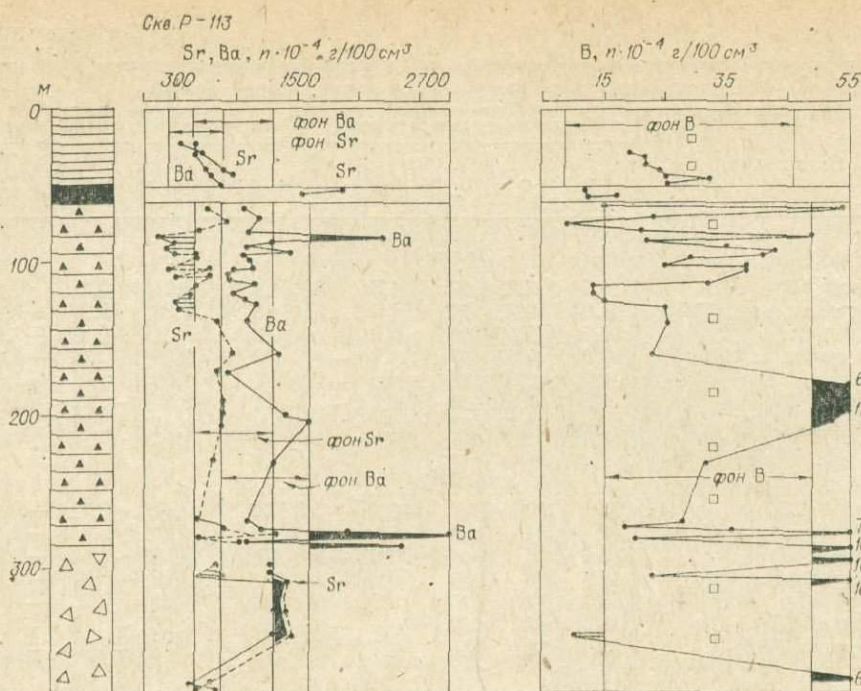 Скв. Р-113
Sr, Ba, n·10⁻⁴ г/100 см³
B, n·10⁻⁴ г/100 см³
м
300 1500 2700
15 35 55
0
фон Ba
фон Sr
фон B
Sr
Ba
Sr
Ba
100
Sr
Ba
200
фон Sr
фон Ba
фон B
Ba
300
Sr